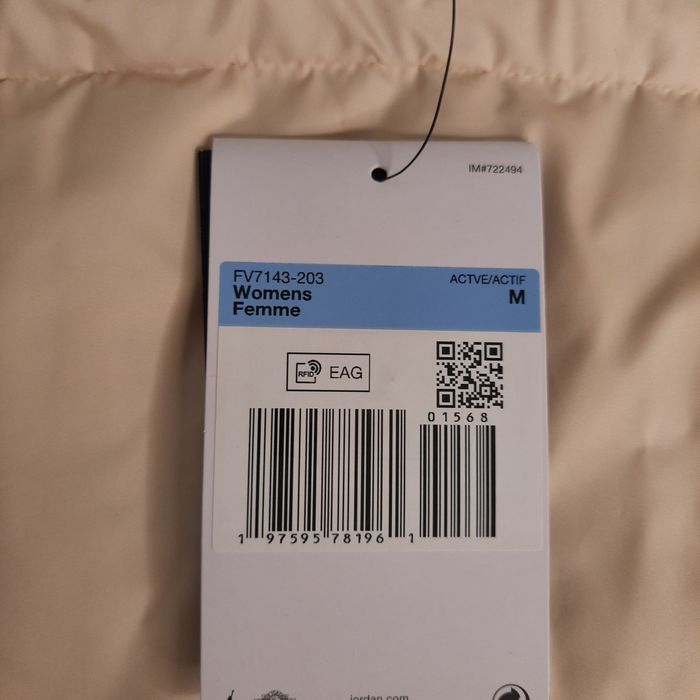 IM#722494
FV7143-203
ACTVE/ACTIF
Womens
M
Femme
RFID EAG
01568
1 97595 78196 1
jordan.com